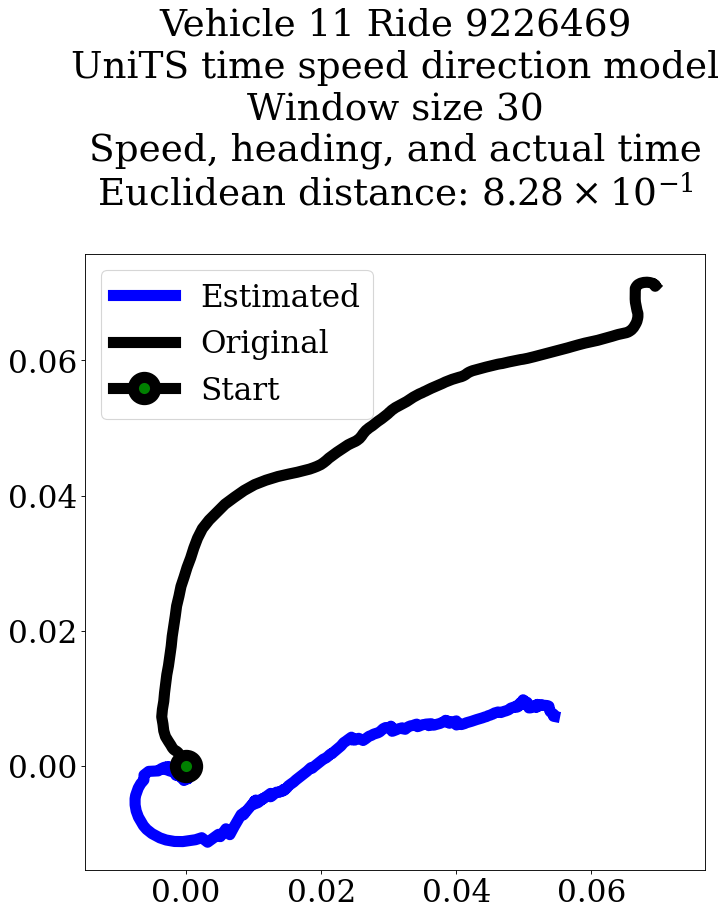 Vehicle 11 Ride 9226469
UniTS time speed direction model
Window size 30
Speed, heading, and actual time
Euclidean distance: $8.28 \times 10^{-1}$
Estimated
Original
Start
0.06
0.04
0.02
0.00
0.00 0.02 0.04 0.06